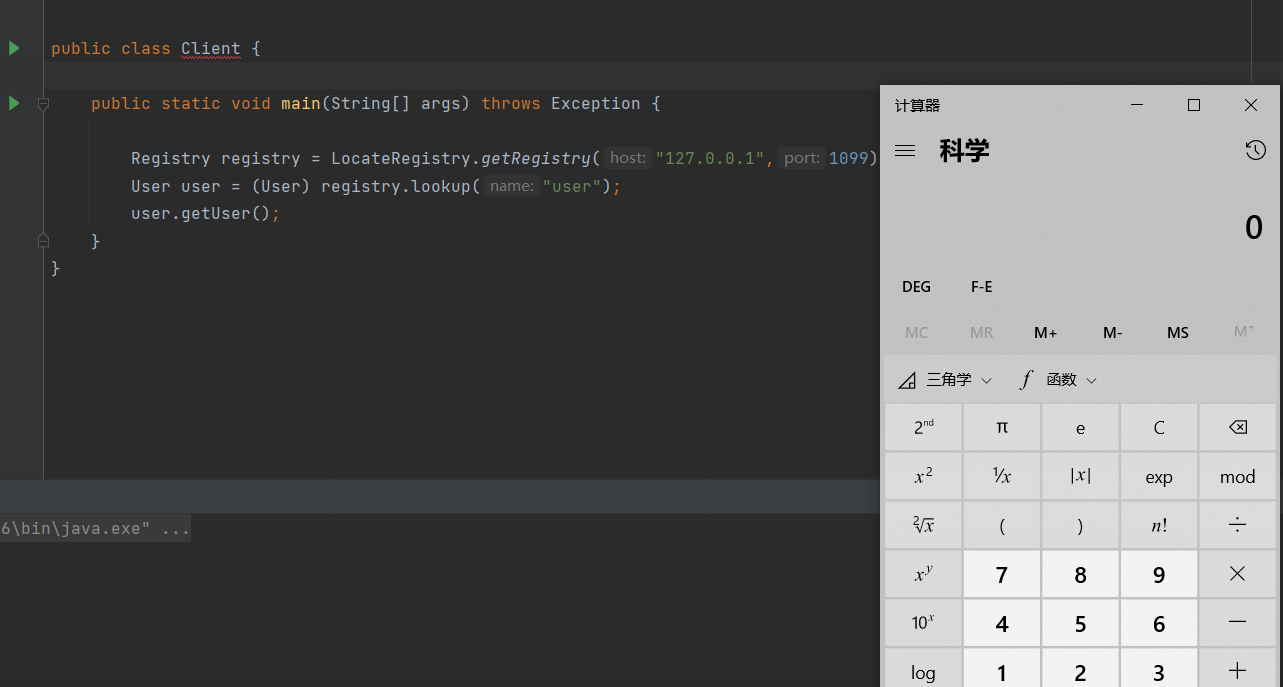 public class Client {
public static void main(String[] args) throws Exception {
Registry registry = LocateRegistry.getRegistry( host: "127.0.0.1", port: 1099)
User user = (User) registry.lookup( name: "user");
user.getUser();
}
}
6\bin\java.exe" ...
计算器
科学
0
DEG F-E
MC MR M+ M- MS M˅
三角学 f 函数
2ⁿᵈ π e C
x² ¹⁄x |x| exp mod
²√x ( ) n! ÷
xʸ 7 8 9 ×
10ˣ 4 5 6 −
log 1 2 3 +